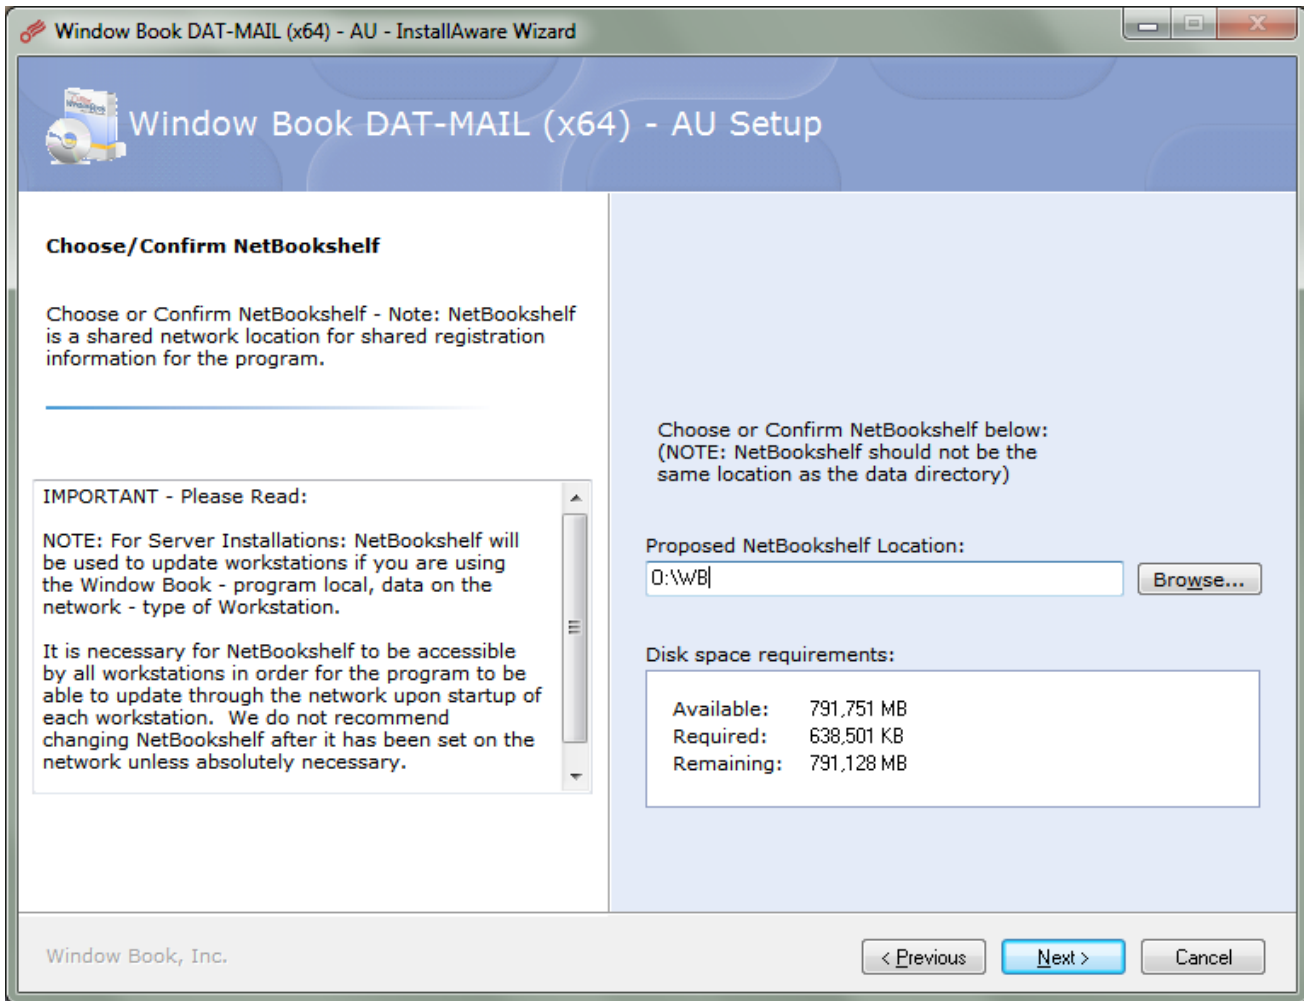 Window Book DAT-MAIL (x64) - AU - InstallAware Wizard
Window Book DAT-MAIL (x64) - AU Setup
Choose/Confirm NetBookshelf
Choose or Confirm NetBookshelf - Note: NetBookshelf
is a shared network location for shared registration
information for the program.
IMPORTANT - Please Read:
NOTE: For Server Installations: NetBookshelf will
be used to update workstations if you are using
the Window Book - program local, data on the
network - type of Workstation.
It is necessary for NetBookshelf to be accessible
by all workstations in order for the program to be
able to update through the network upon startup of
each workstation.  We do not recommend
changing NetBookshelf after it has been set on the
network unless absolutely necessary.
Choose or Confirm NetBookshelf below:
(NOTE: NetBookshelf should not be the
same location as the data directory)
Proposed NetBookshelf Location:
O:\WB
Browse...
Disk space requirements:
Available: 791,751 MB
Required: 638,501 KB
Remaining: 791,128 MB
Window Book, Inc.
< Previous
Next >
Cancel